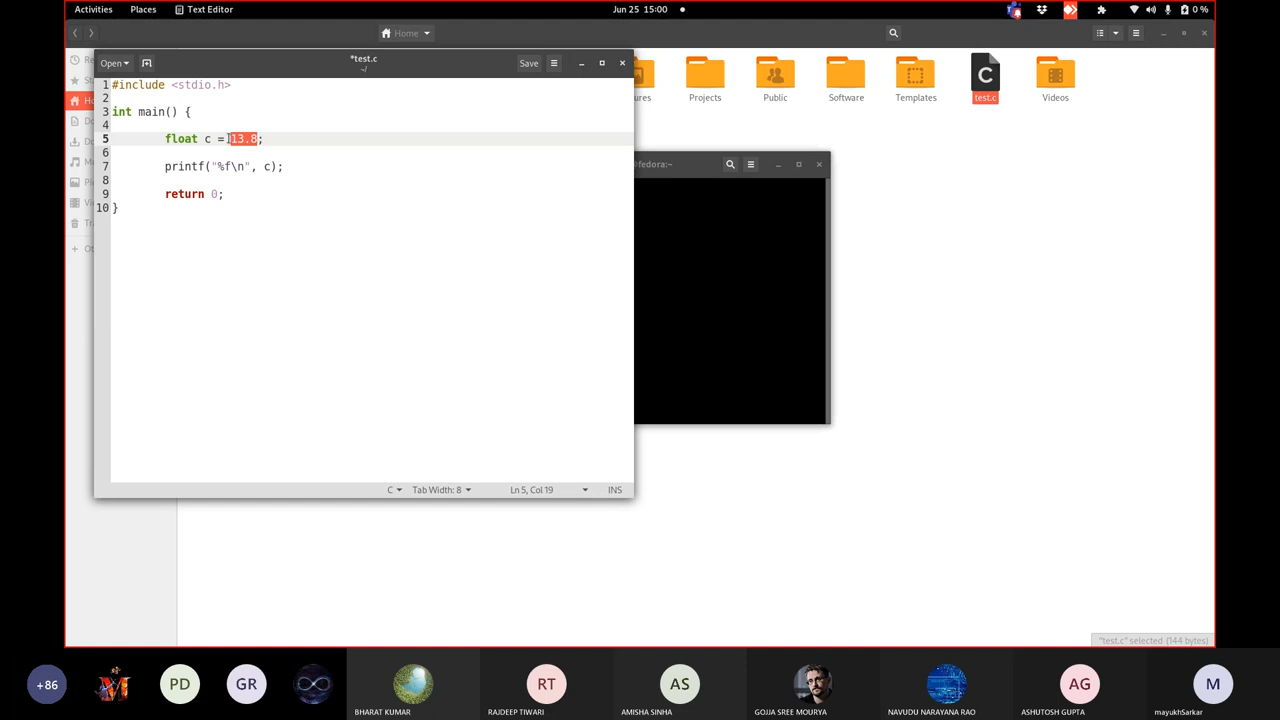 Activities Places Text Editor Jun 25 15:00 0 %
Home
Open *test.c Save
~/
1 #include <stdio.h>
2
3 int main() {
4
5 float c = 13.8;
6
7 printf("%f\n", c);
8
9 return 0;
10 }
C Tab Width: 8 Ln 5, Col 19 INS
@fedora:~
ures Projects Public Software Templates test.c Videos
C
"test.c" selected (144 bytes)
+86 PD GR RT AS AG M
BHARAT KUMAR RAJDEEP TIWARI AMISHA SINHA GOJJA SREE MOURYA NAVUDU NARAYANA RAO ASHUTOSH GUPTA mayukhSarkar